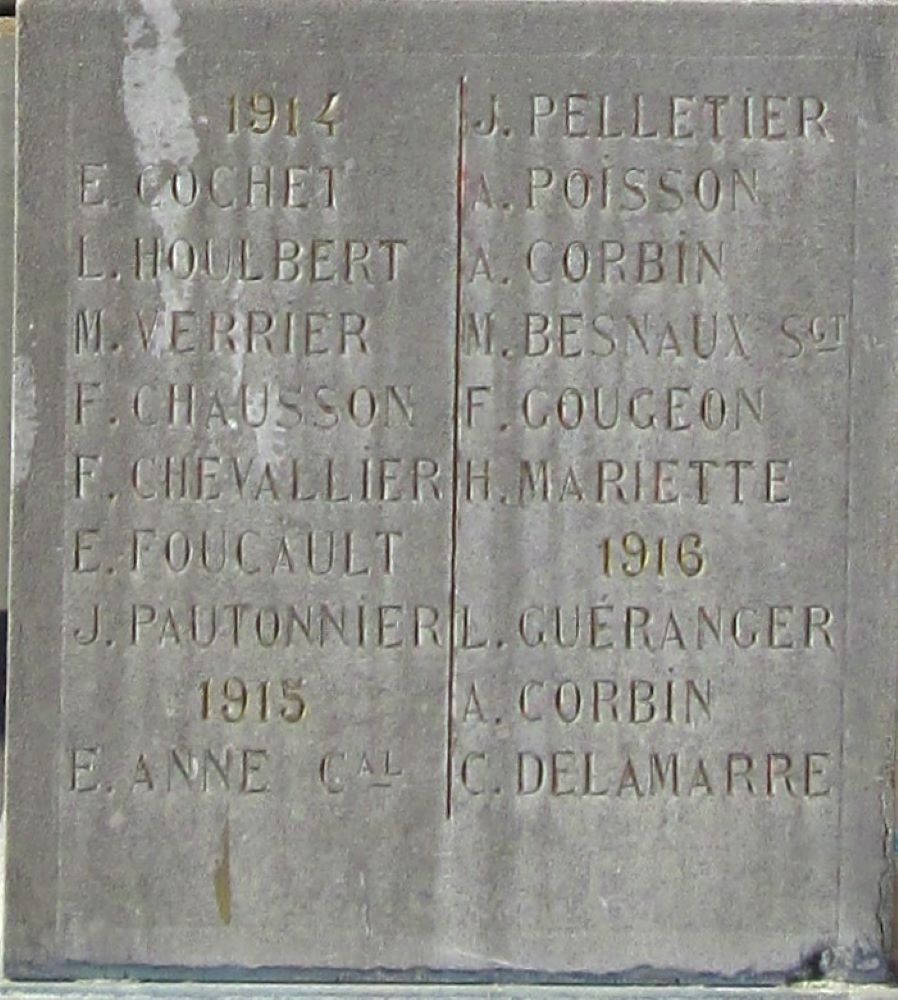 1914
E. COCHET
L. HOULBERT
M. VERRIER
F. CHAUSSON
F. CHEVALLIER
E. FOUCAULT
J. PAUTONNIER
1915
E. ANNE CAL
J. PELLETIER
A. POISSON
A. CORBIN
M. BESNAUX SGT
F. GOUGEON
H. MARIETTE
1916
L. GUÉRANGER
A. CORBIN
C. DELAMARRE